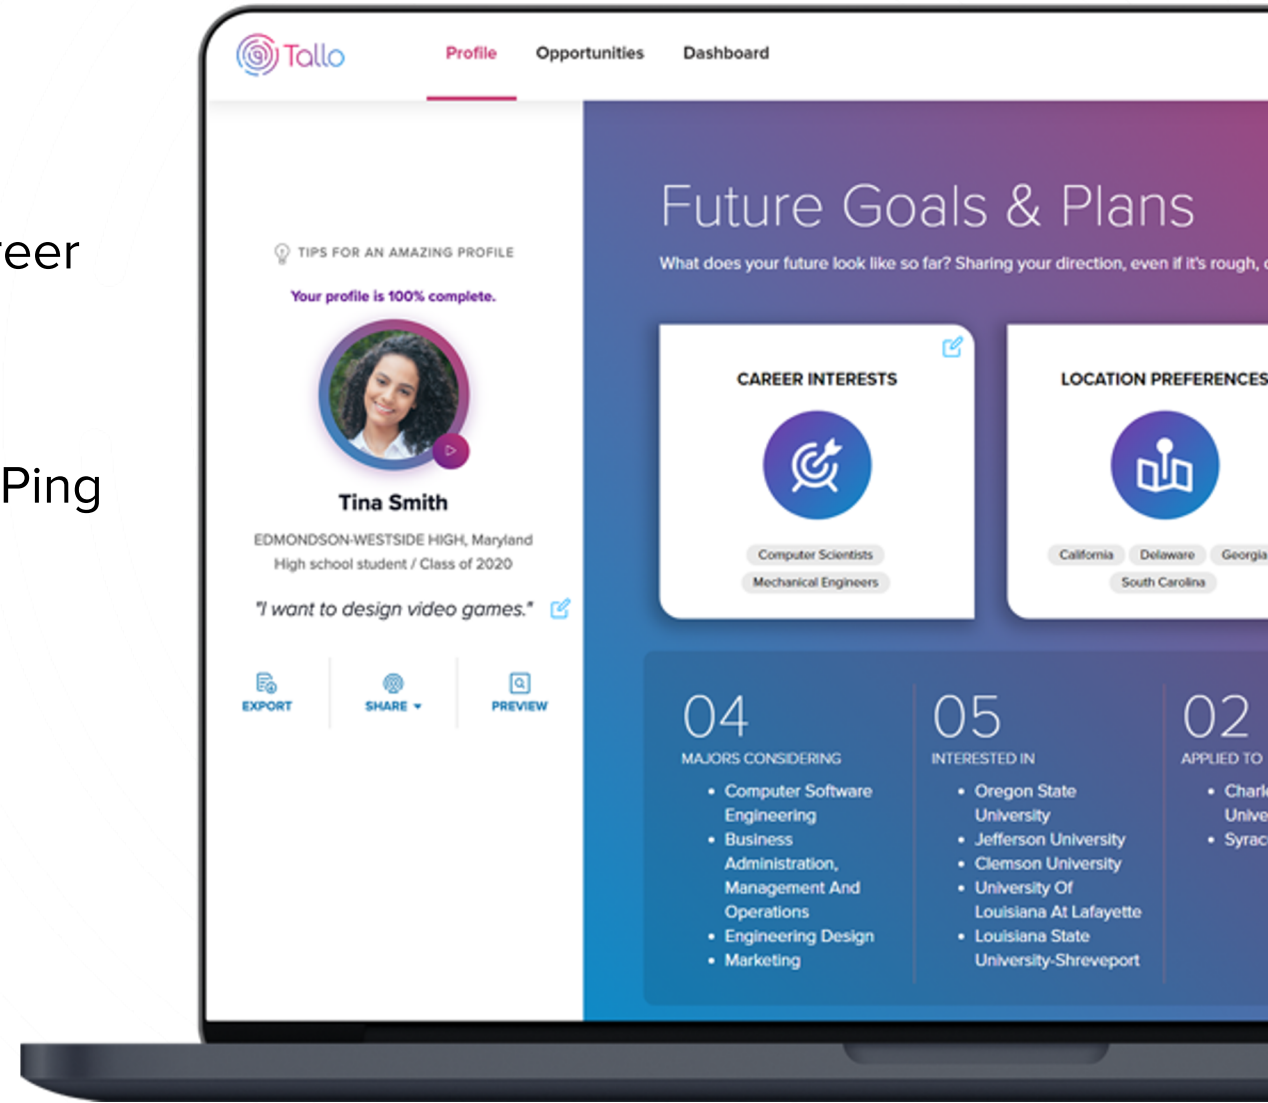 Tallo
Profile
Opportunities
Dashboard
reer
Ping
TIPS FOR AN AMAZING PROFILE
Your profile is 100% complete.
Tina Smith
EDMONDSON-WESTSIDE HIGH, Maryland
High school student / Class of 2020
"I want to design video games."
EXPORT
SHARE
PREVIEW
Future Goals & Plans
What does your future look like so far? Sharing your direction, even if it's rough,
CAREER INTERESTS
Computer Scientists
Mechanical Engineers
LOCATION PREFERENCES
California
Delaware
Georgia
South Carolina
04
MAJORS CONSIDERING
• Computer Software
Engineering
• Business
Administration,
Management And
Operations
• Engineering Design
• Marketing
05
INTERESTED IN
• Oregon State
University
• Jefferson University
• Clemson University
• University Of
Louisiana At Lafayette
• Louisiana State
University-Shreveport
02
APPLIED TO
• Charl
Unive
• Syrac